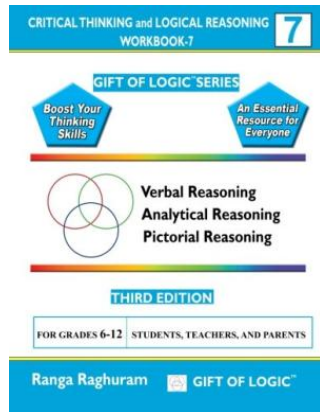 CRITICAL THINKING and LOGICAL REASONING
WORKBOOK-7
7
GIFT OF LOGIC™SERIES
Boost Your
Thinking
Skills
An Essential
Resource for
Everyone
Verbal Reasoning
Analytical Reasoning
Pictorial Reasoning
THIRD EDITION
FOR GRADES 6-12 STUDENTS, TEACHERS, AND PARENTS
Ranga Raghuram
GIFT OF LOGIC™